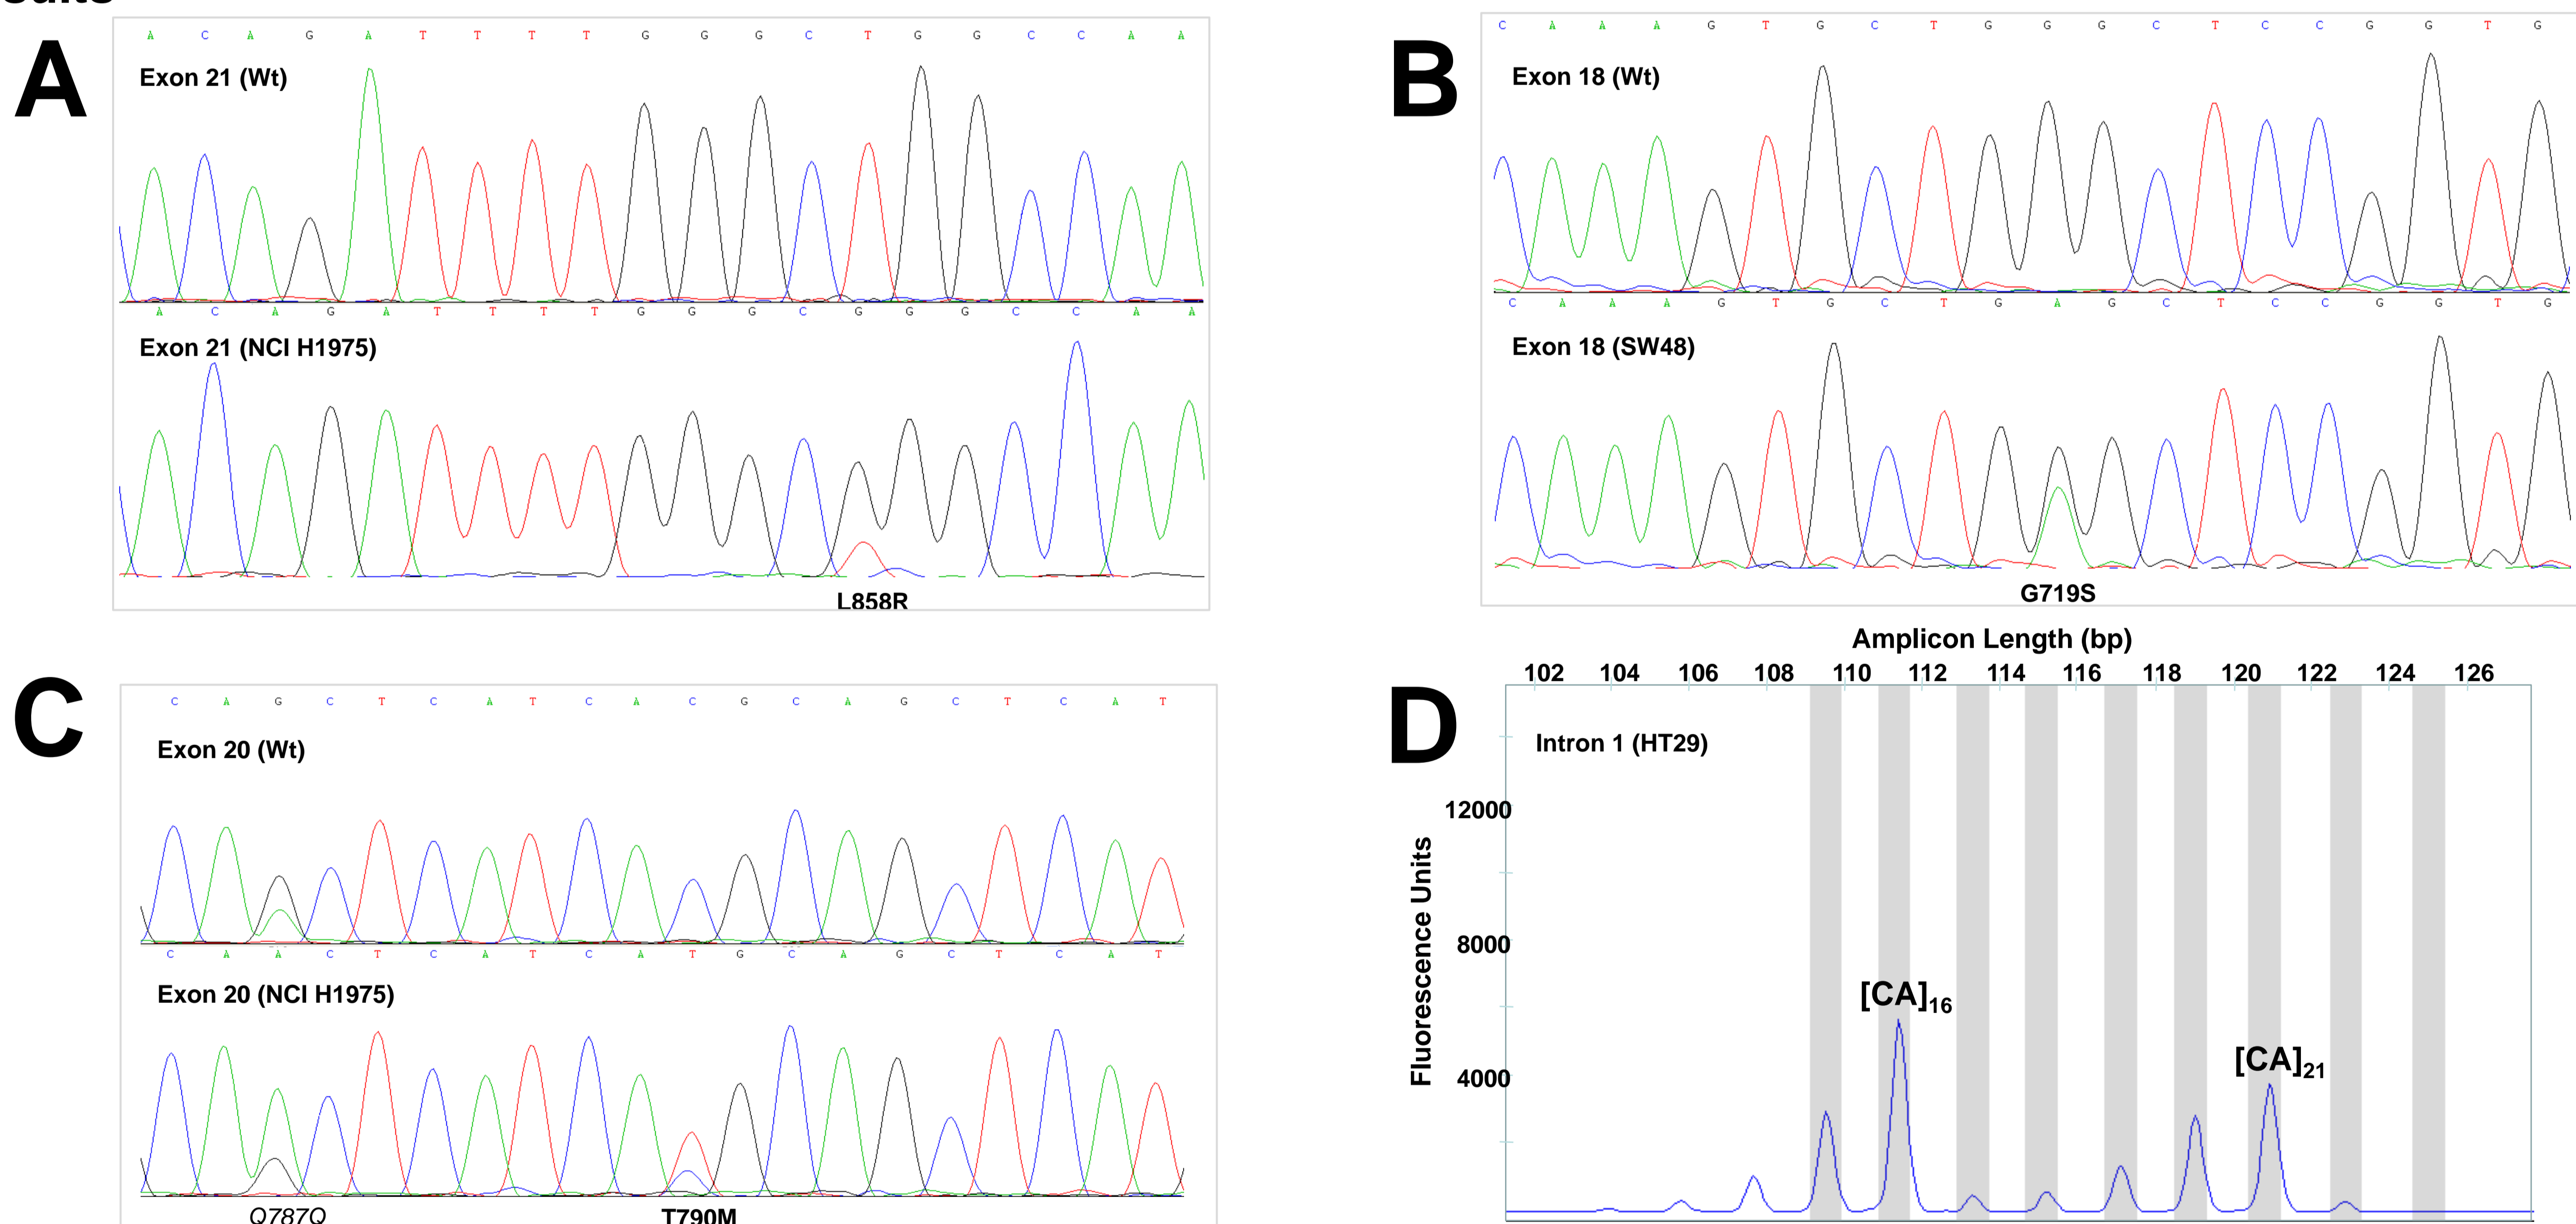 A
A C A G A T T T T G G G C T G G C C A A
Exon 21 (Wt)
A C A G A T T T T G G G C G G G C C A A
Exon 21 (NCI H1975)
L858R
B
C A A A G T G C T G G G C T C C G G T G
Exon 18 (Wt)
C A A A G T G C T G A G C T C C G G T G
Exon 18 (SW48)
G719S
C
C A G C T C A T C A C G C A G C T C A T
Exon 20 (Wt)
C A A C T C A T C A T G C A G C T C A T
Exon 20 (NCI H1975)
Q787Q T790M
D
Amplicon Length (bp)
102 104 106 108 110 112 114 116 118 120 122 124 126
Intron 1 (HT29)
Fluorescence Units
12000
8000
4000
[CA]16
[CA]21